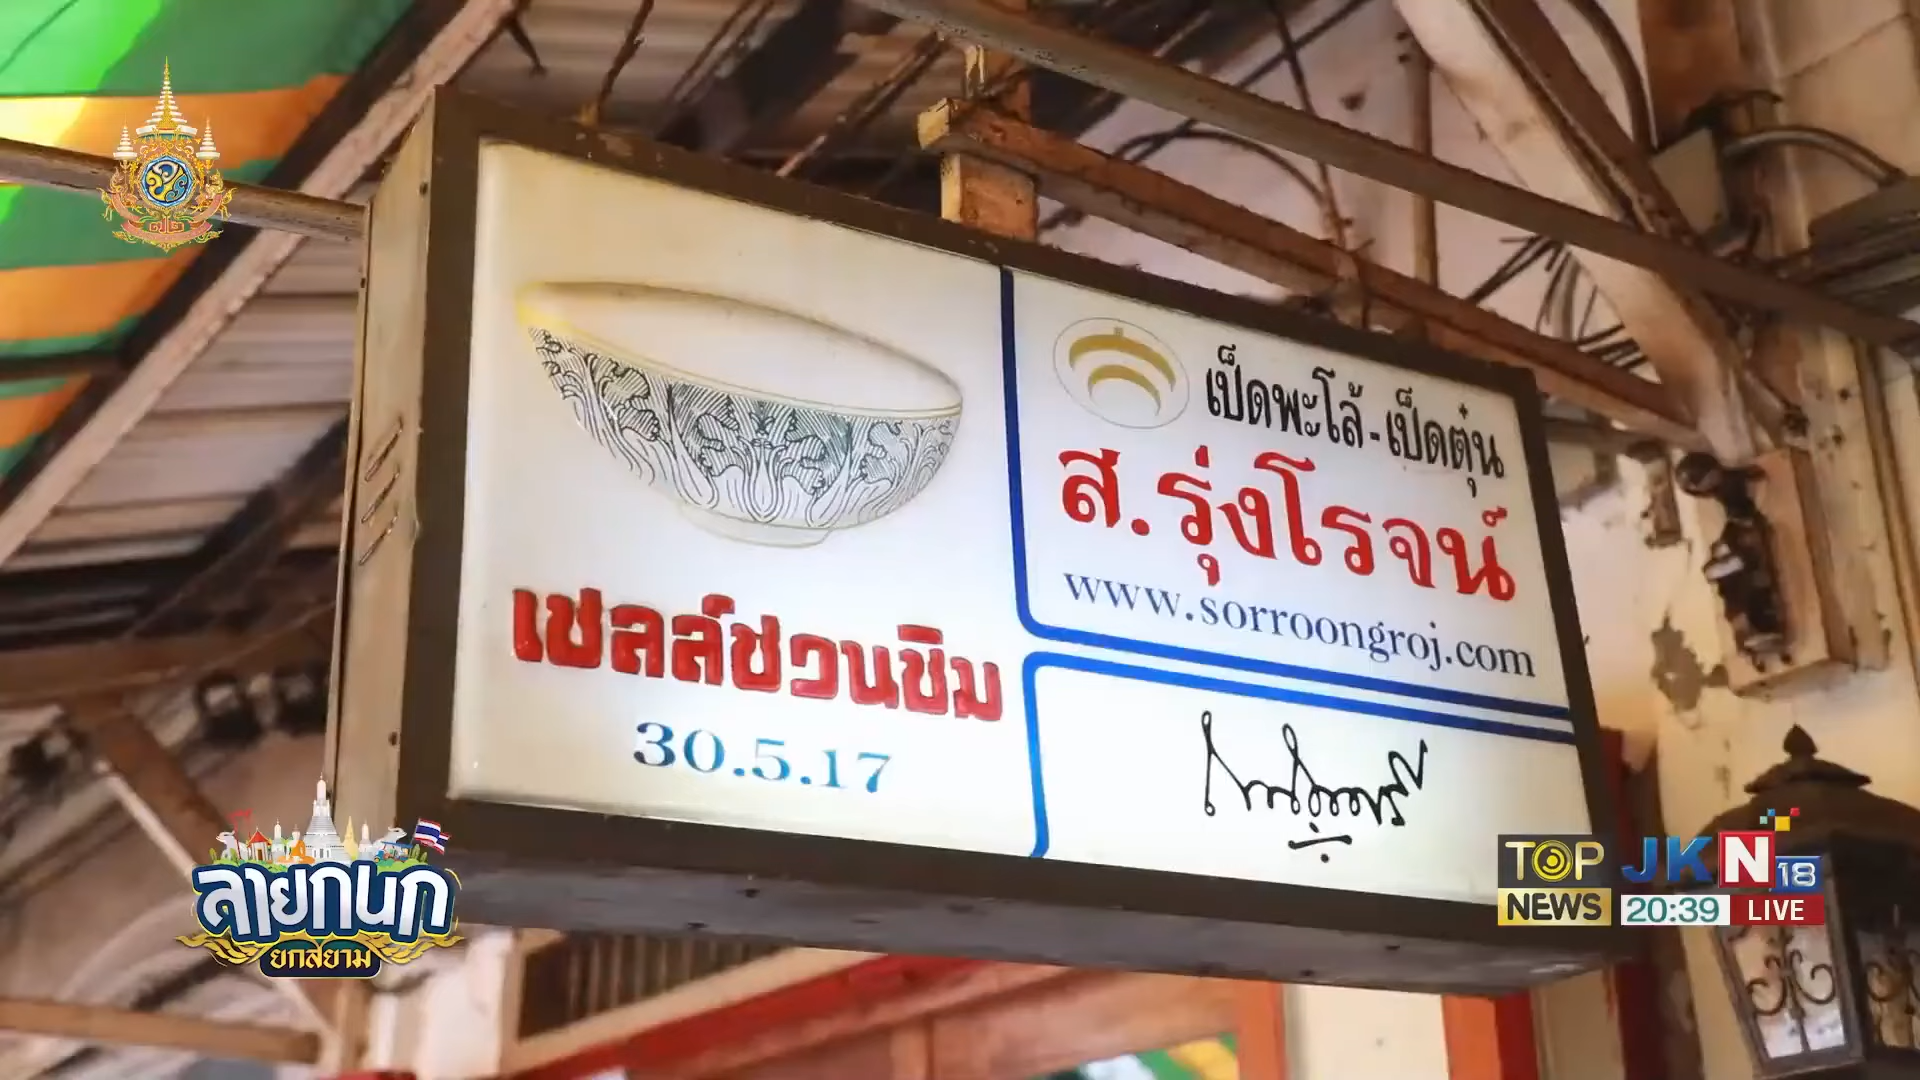 เป็ดพะโล้-เป็ดตุ๋น
ส.รุ่งโรจน์
www.sorroongroj.com
เชลล์ชวนชิม
30.5.17
ลายกนก
ยกสยาม
TOP
NEWS
JKN 18
20:39
LIVE